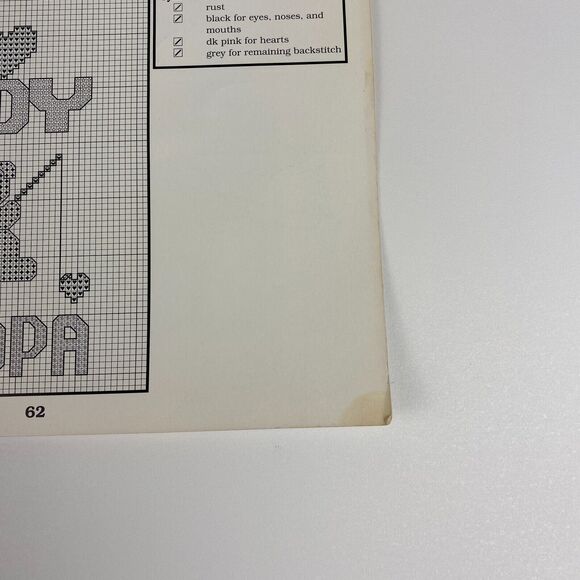 rust
black for eyes, noses, and
mouths
dk pink for hearts
grey for remaining backstitch
DY
OPA
62